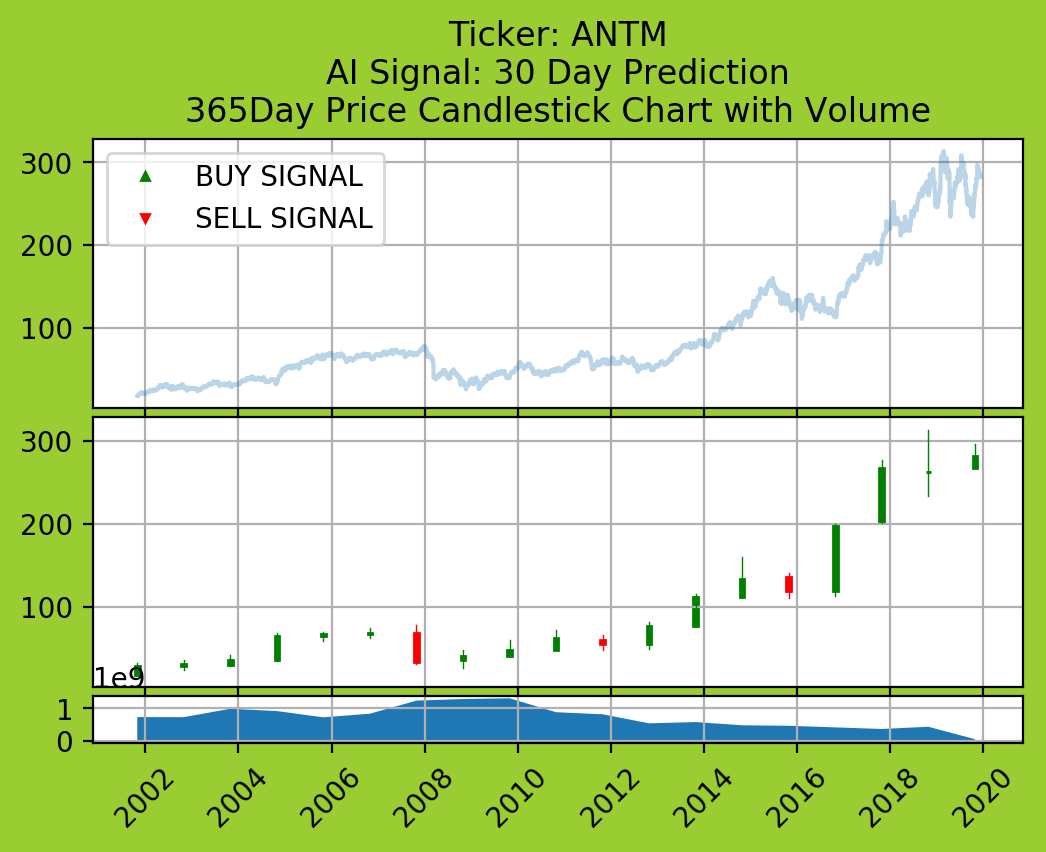 Ticker: ANTM
AI Signal: 30 Day Prediction
365Day Price Candlestick Chart with Volume
300
200
100
BUY SIGNAL
SELL SIGNAL
300
200
100
1e9
1
0
2002 2004 2006 2008 2010 2012 2014 2016 2018 2020